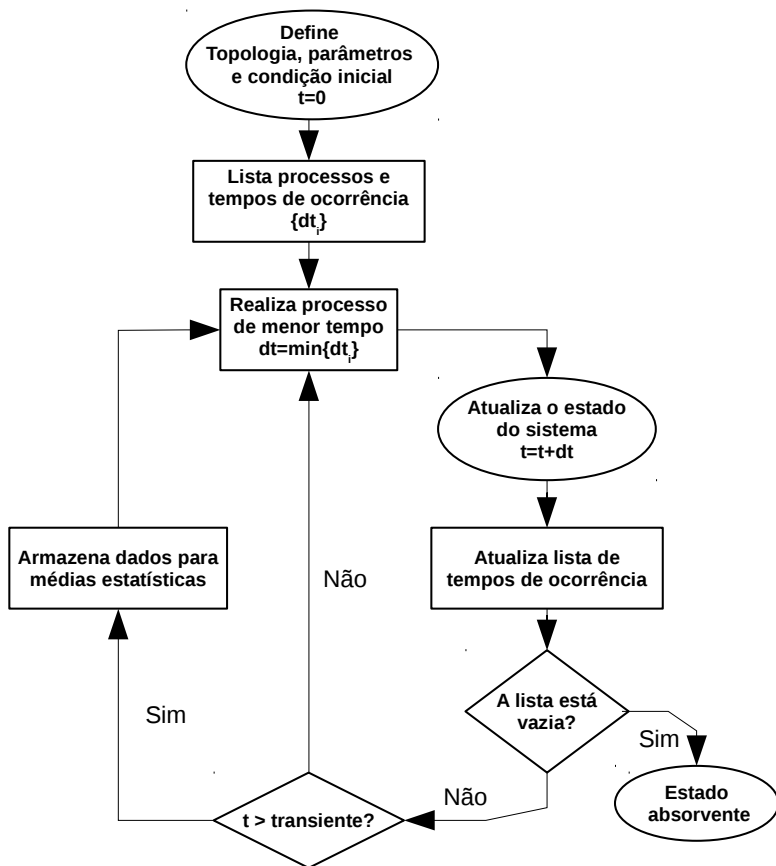 Define
Topologia, parâmetros
e condição inicial
t=0
Lista processos e
tempos de ocorrência
{dt_i}
Realiza processo
de menor tempo
dt=min{dt_i}
Atualiza o estado
do sistema
t=t+dt
Armazena dados para
médias estatísticas
Não
Atualiza lista de
tempos de ocorrência
A lista está
vazia?
Sim
Sim
Não
Estado
absorvente
t > transiente?